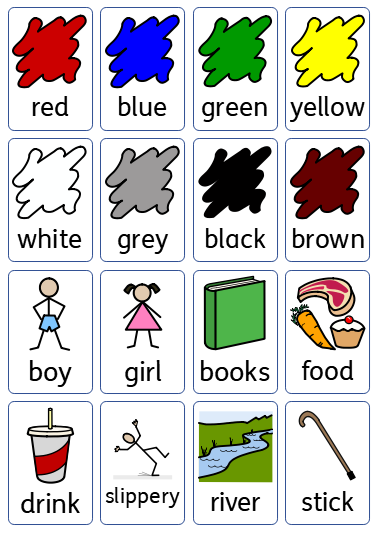 red
blue
green
yellow
white
grey
black
brown
boy
girl
books
food
drink
slippery
river
stick